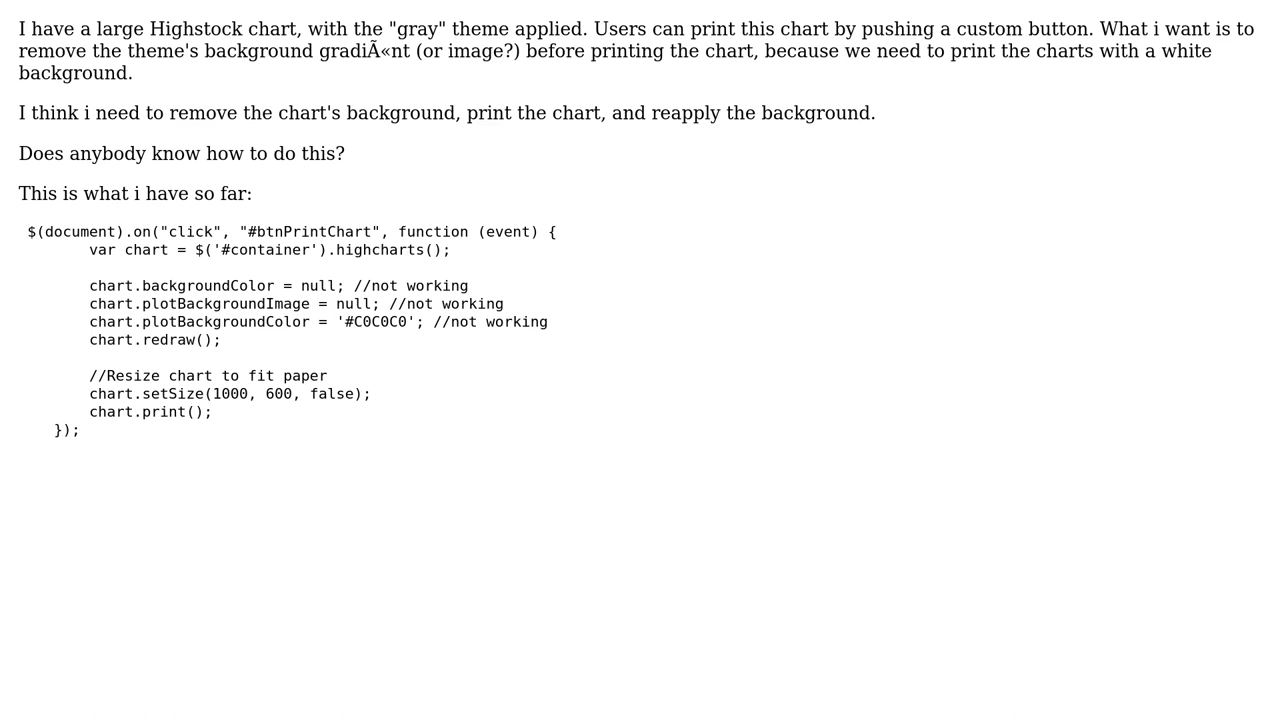 I have a large Highstock chart, with the "gray" theme applied. Users can print this chart by pushing a custom button. What i want is to
remove the theme's background gradiÃ«nt (or image?) before printing the chart, because we need to print the charts with a white
background.
I think i need to remove the chart's background, print the chart, and reapply the background.
Does anybody know how to do this?
This is what i have so far:
$(document).on("click", "#btnPrintChart", function (event) {
var chart = $('#container').highcharts();
chart.backgroundColor = null; //not working
chart.plotBackgroundImage = null; //not working
chart.plotBackgroundColor = '#C0C0C0'; //not working
chart.redraw();
//Resize chart to fit paper
chart.setSize(1000, 600, false);
chart.print();
});